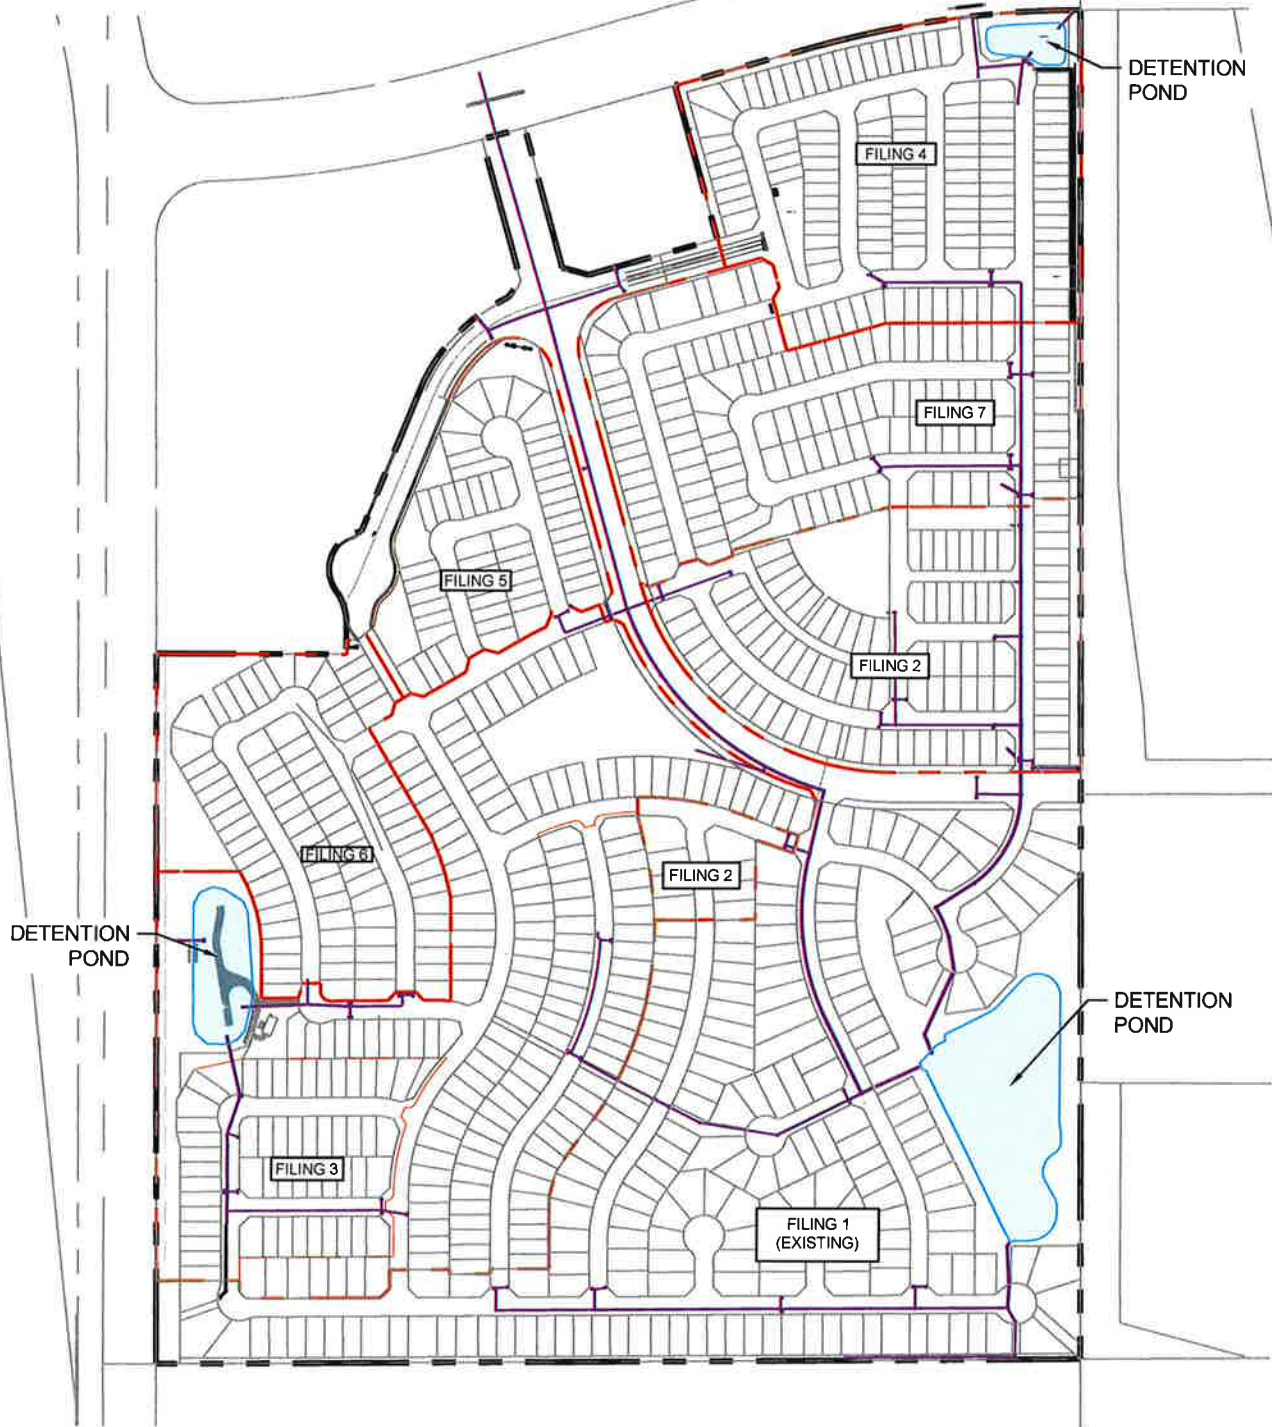 DETENTION
POND
FILING 4
FILING 7
FILING 5
FILING 2
FILING 6
FILING 2
DETENTION
POND
DETENTION
POND
FILING 3
FILING 1
(EXISTING)